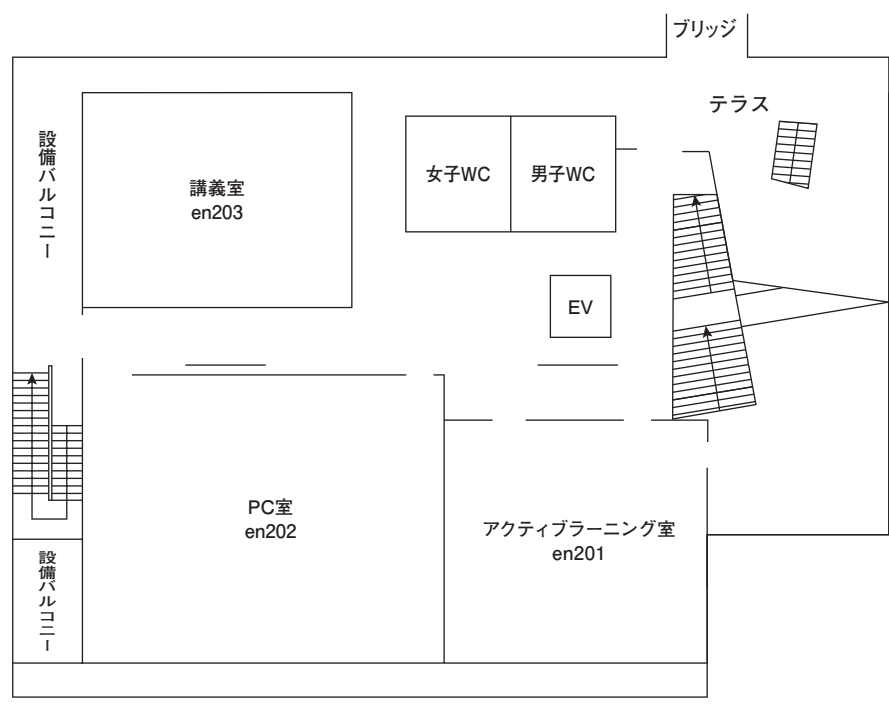 ブリッジ
テラス
設備バルコニー
講義室
en203
女子WC
男子WC
EV
PC室
en202
アクティブラーニング室
en201
設備バルコニー